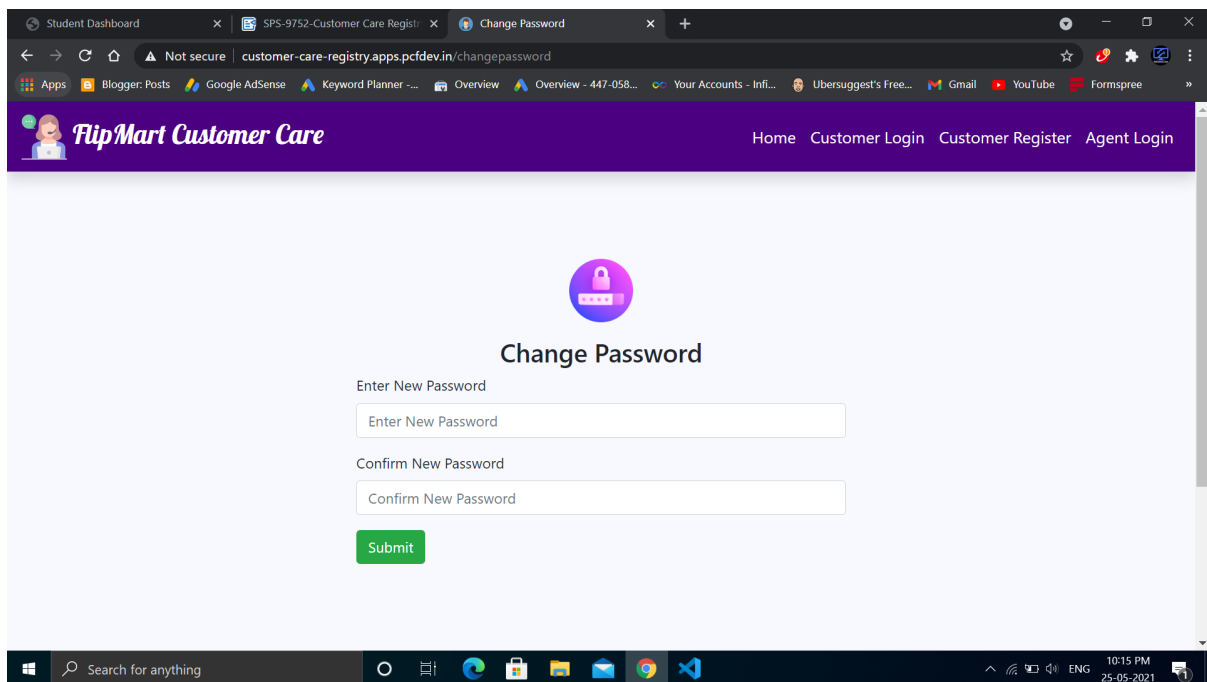 Student Dashboard
SPS-9752-Customer Care Registr
Change Password
Not secure
customer-care-registry.apps.pcfdev.in/changepassword
Apps
Blogger: Posts
Google AdSense
Keyword Planner -...
Overview
Overview - 447-058...
Your Accounts - Infi...
Ubersuggest's Free...
Gmail
YouTube
Formspree
»
FlipMart Customer Care
Home
Customer Login
Customer Register
Agent Login
Change Password
Enter New Password
Enter New Password
Confirm New Password
Confirm New Password
Submit
Search for anything
ENG
10:15 PM
25-05-2021
1